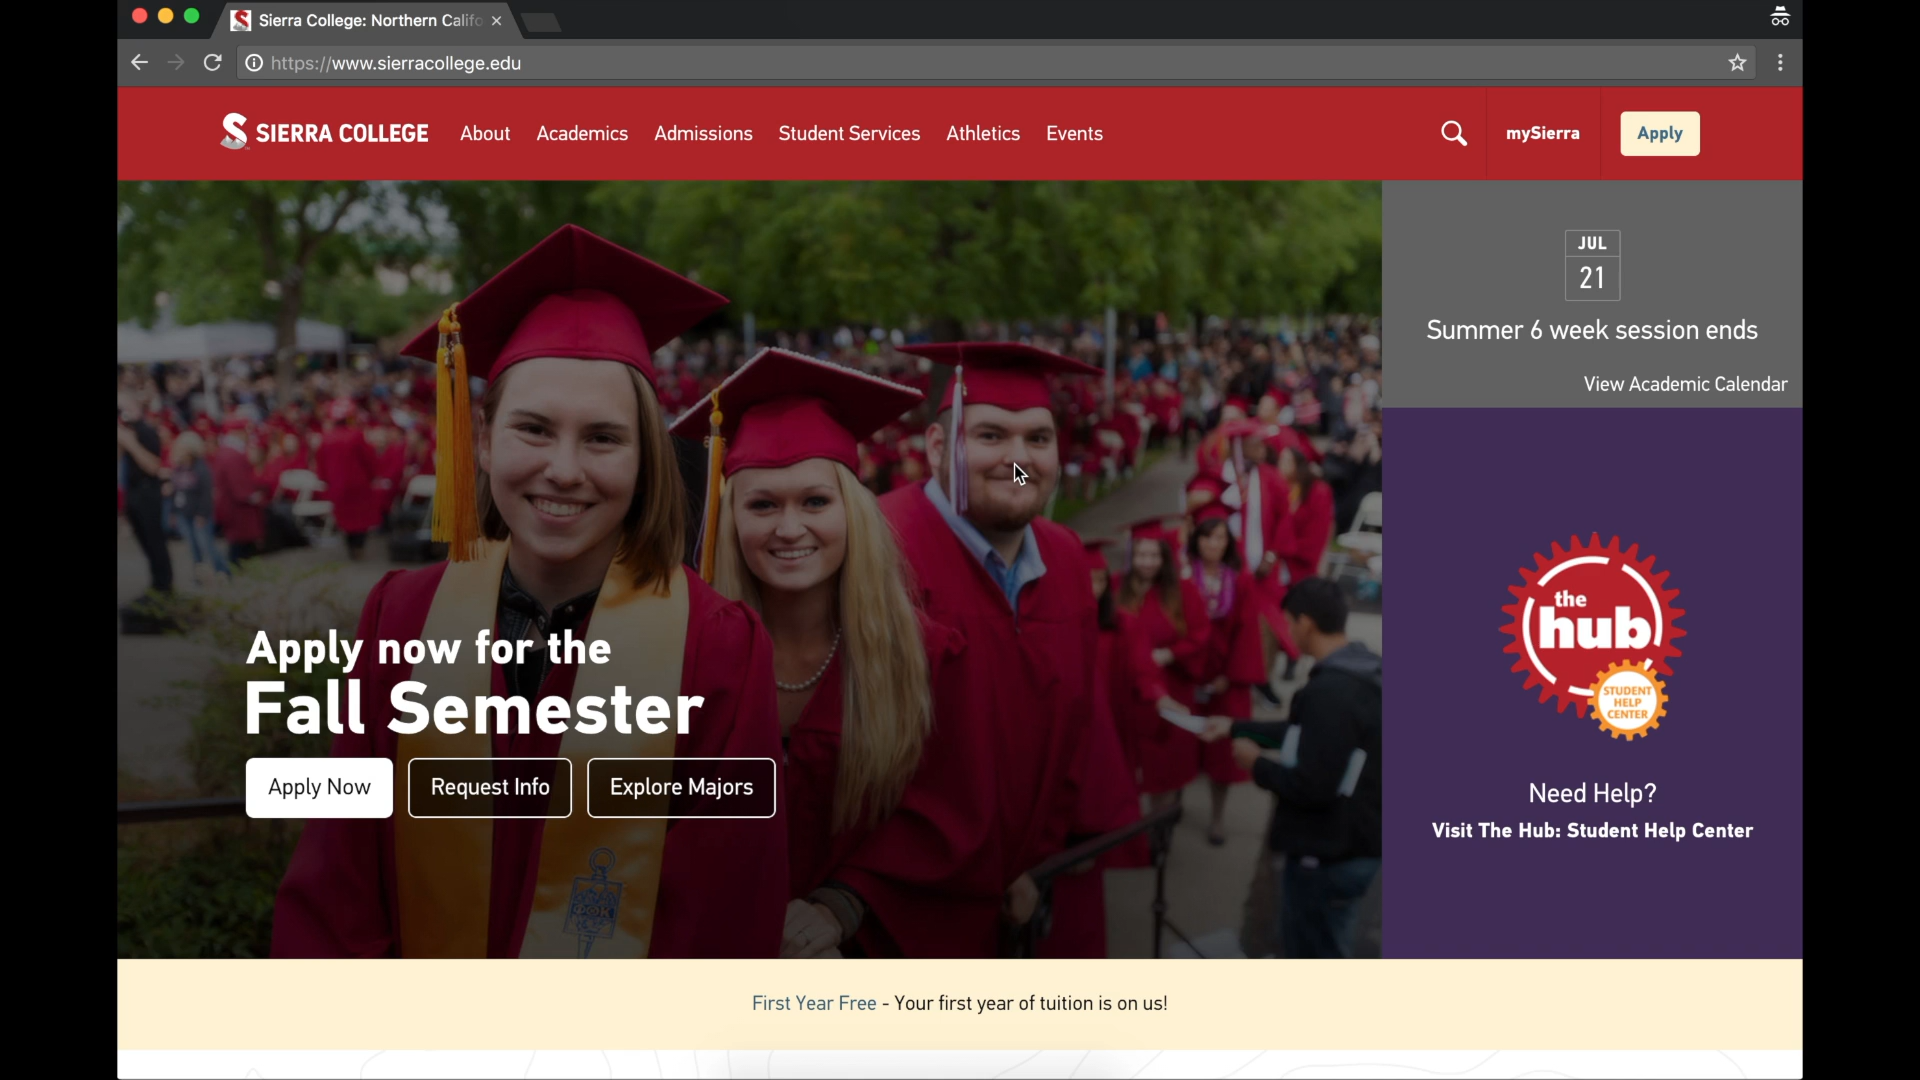 Sierra College: Northern Califo
https://www.sierracollege.edu
SIERRA COLLEGE
About
Academics
Admissions
Student Services
Athletics
Events
mySierra
Apply
JUL
21
Summer 6 week session ends
View Academic Calendar
the
hub
STUDENT
HELP
CENTER
Need Help?
Visit The Hub: Student Help Center
Apply now for the
Fall Semester
Apply Now
Request Info
Explore Majors
ΦΘΚ
First Year Free - Your first year of tuition is on us!